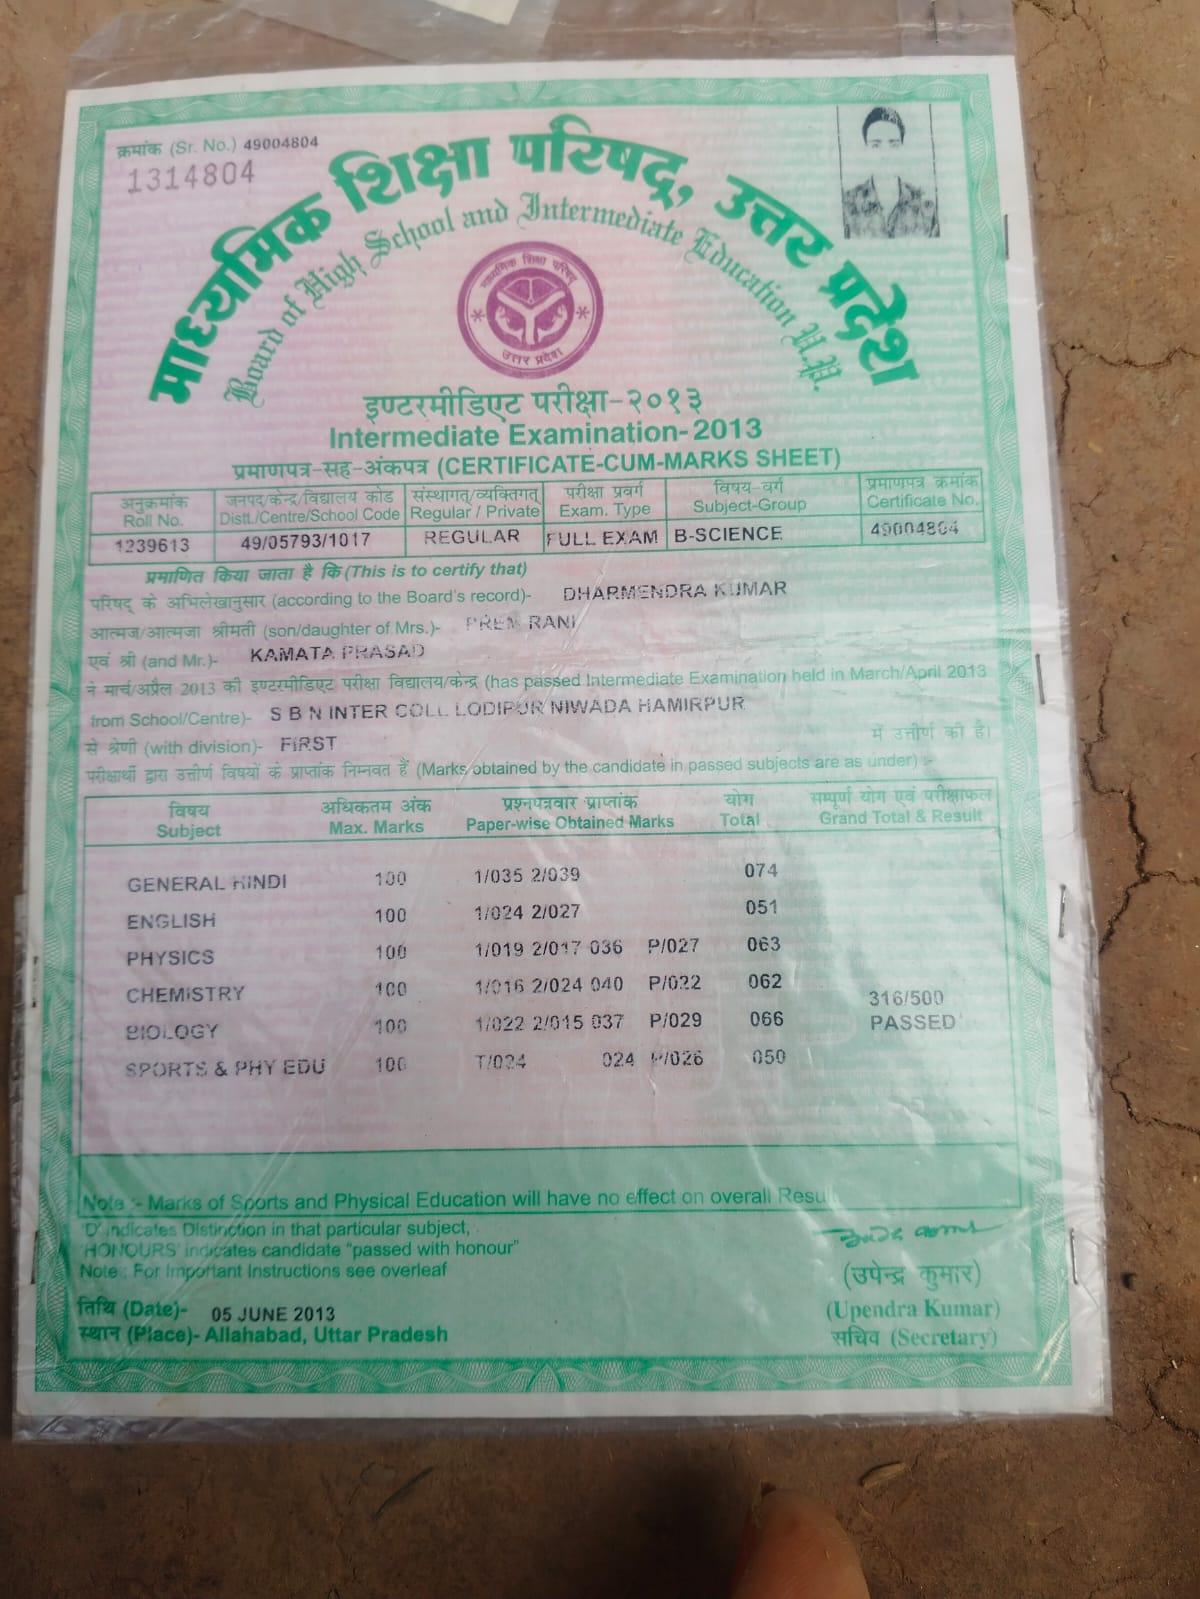 क्रमांक (Sr. No.) 49004804
1314804
माध्यमिक शिक्षा परिषद्, उत्तर प्रदेश
Board of High School and Intermediate Education U.P.
माध्यमिक शिक्षा परिषद्
उत्तर प्रदेश
इण्टरमीडिएट परीक्षा-२०१३
Intermediate Examination-2013
प्रमाणपत्र-सह-अंकपत्र (CERTIFICATE-CUM-MARKS SHEET)
अनुक्रमांक जनपद/केन्द्र/विद्यालय कोड संस्थागत/व्यक्तिगत परीक्षा प्रवर्ग विषय-वर्ग प्रमाणपत्र क्रमांक
Roll No. Distt./Centre/School Code Regular / Private Exam. Type Subject-Group Certificate No.
1239613 49/05793/1017 REGULAR FULL EXAM B-SCIENCE 49004804
प्रमाणित किया जाता है कि (This is to certify that)
परिषद् के अभिलेखानुसार (according to the Board's record)- DHARMENDRA KUMAR
आत्मज/आत्मजा श्रीमती (son/daughter of Mrs.)- PREM RANI
एवं श्री (and Mr.)- KAMATA PRASAD
ने मार्च/अप्रैल 2013 की इण्टरमीडिएट परीक्षा विद्यालय/केन्द्र (has passed Intermediate Examination held in March/April 2013
from School/Centre)- S B N INTER COLL LODIPUR NIWADA HAMIRPUR
से श्रेणी (with division)- FIRST में उत्तीर्ण की है।
परीक्षार्थी द्वारा उत्तीर्ण विषयों के प्राप्तांक निम्नवत हैं (Marks obtained by the candidate in passed subjects are as under) :-
विषय अधिकतम अंक प्रश्नपत्रवार प्राप्तांक योग सम्पूर्ण योग एवं परीक्षाफल
Subject Max. Marks Paper-wise Obtained Marks Total Grand Total & Result
GENERAL HINDI 100 1/035 2/039 074
ENGLISH 100 1/024 2/027 051
PHYSICS 100 1/019 2/017 036 P/027 063
CHEMISTRY 100 1/016 2/024 040 P/022 062
316/500
BIOLOGY 100 1/022 2/015 037 P/029 066
PASSED
SPORTS & PHY EDU 100 T/024 024 P/026 050
Note :- Marks of Sports and Physical Education will have no effect on overall Result
'D' indicates Distinction in that particular subject,
'HONOURS' indicates candidate "passed with honour"
Note : For Important Instructions see overleaf
(उपेन्द्र कुमार)
तिथि (Date)- 05 JUNE 2013
(Upendra Kumar)
स्थान (Place)- Allahabad, Uttar Pradesh
सचिव (Secretary)